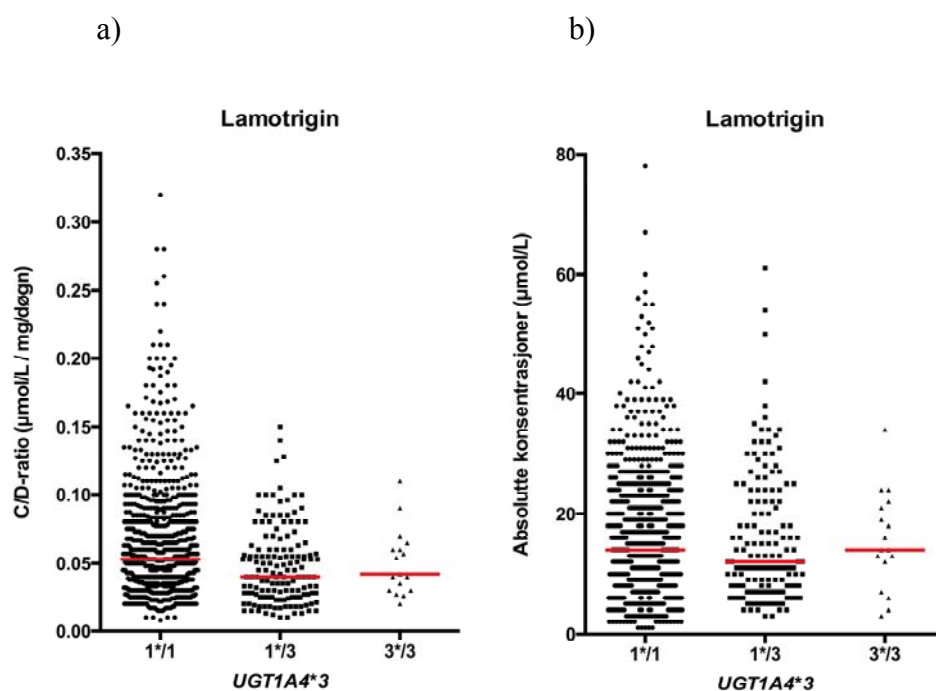 a)
Lamotrigin
C/D-ratio (µmol/L / mg/døgn)
0.35
0.30
0.25
0.20
0.15
0.10
0.05
0.00
1*/1
1*/3
3*/3
UGT1A4*3
b)
Lamotrigin
Absolutte konsentrasjoner (µmol/L)
80
60
40
20
0
1*/1
1*/3
3*/3
UGT1A4*3